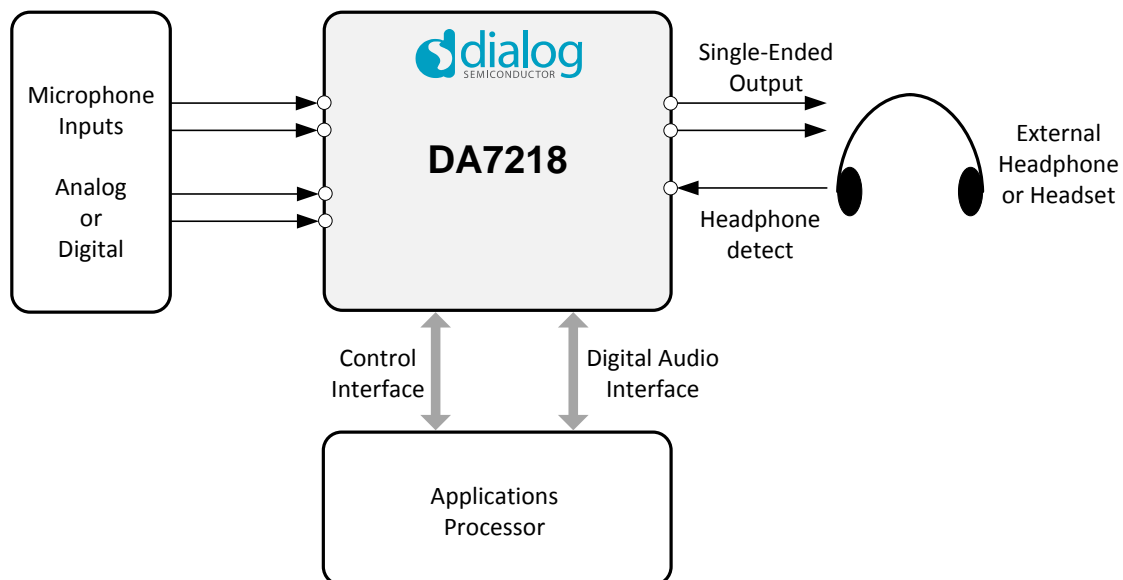 dialog
SEMICONDUCTOR
DA7218
Microphone
Inputs
Analog
or
Digital
Single-Ended
Output
Headphone
detect
External
Headphone
or Headset
Control
Interface
Digital Audio
Interface
Applications
Processor